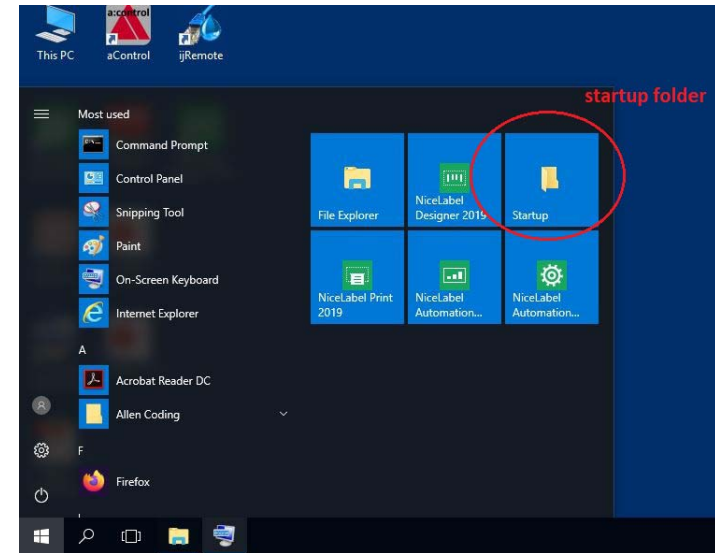 a:control
This PC
aControl
ijRemote
startup folder
Most used
Command Prompt
Control Panel
Snipping Tool
Paint
On-Screen Keyboard
Internet Explorer
A
Acrobat Reader DC
Allen Coding
F
Firefox
File Explorer
NiceLabel
Designer 2019
Startup
NiceLabel Print
2019
NiceLabel
Automation...
NiceLabel
Automation...